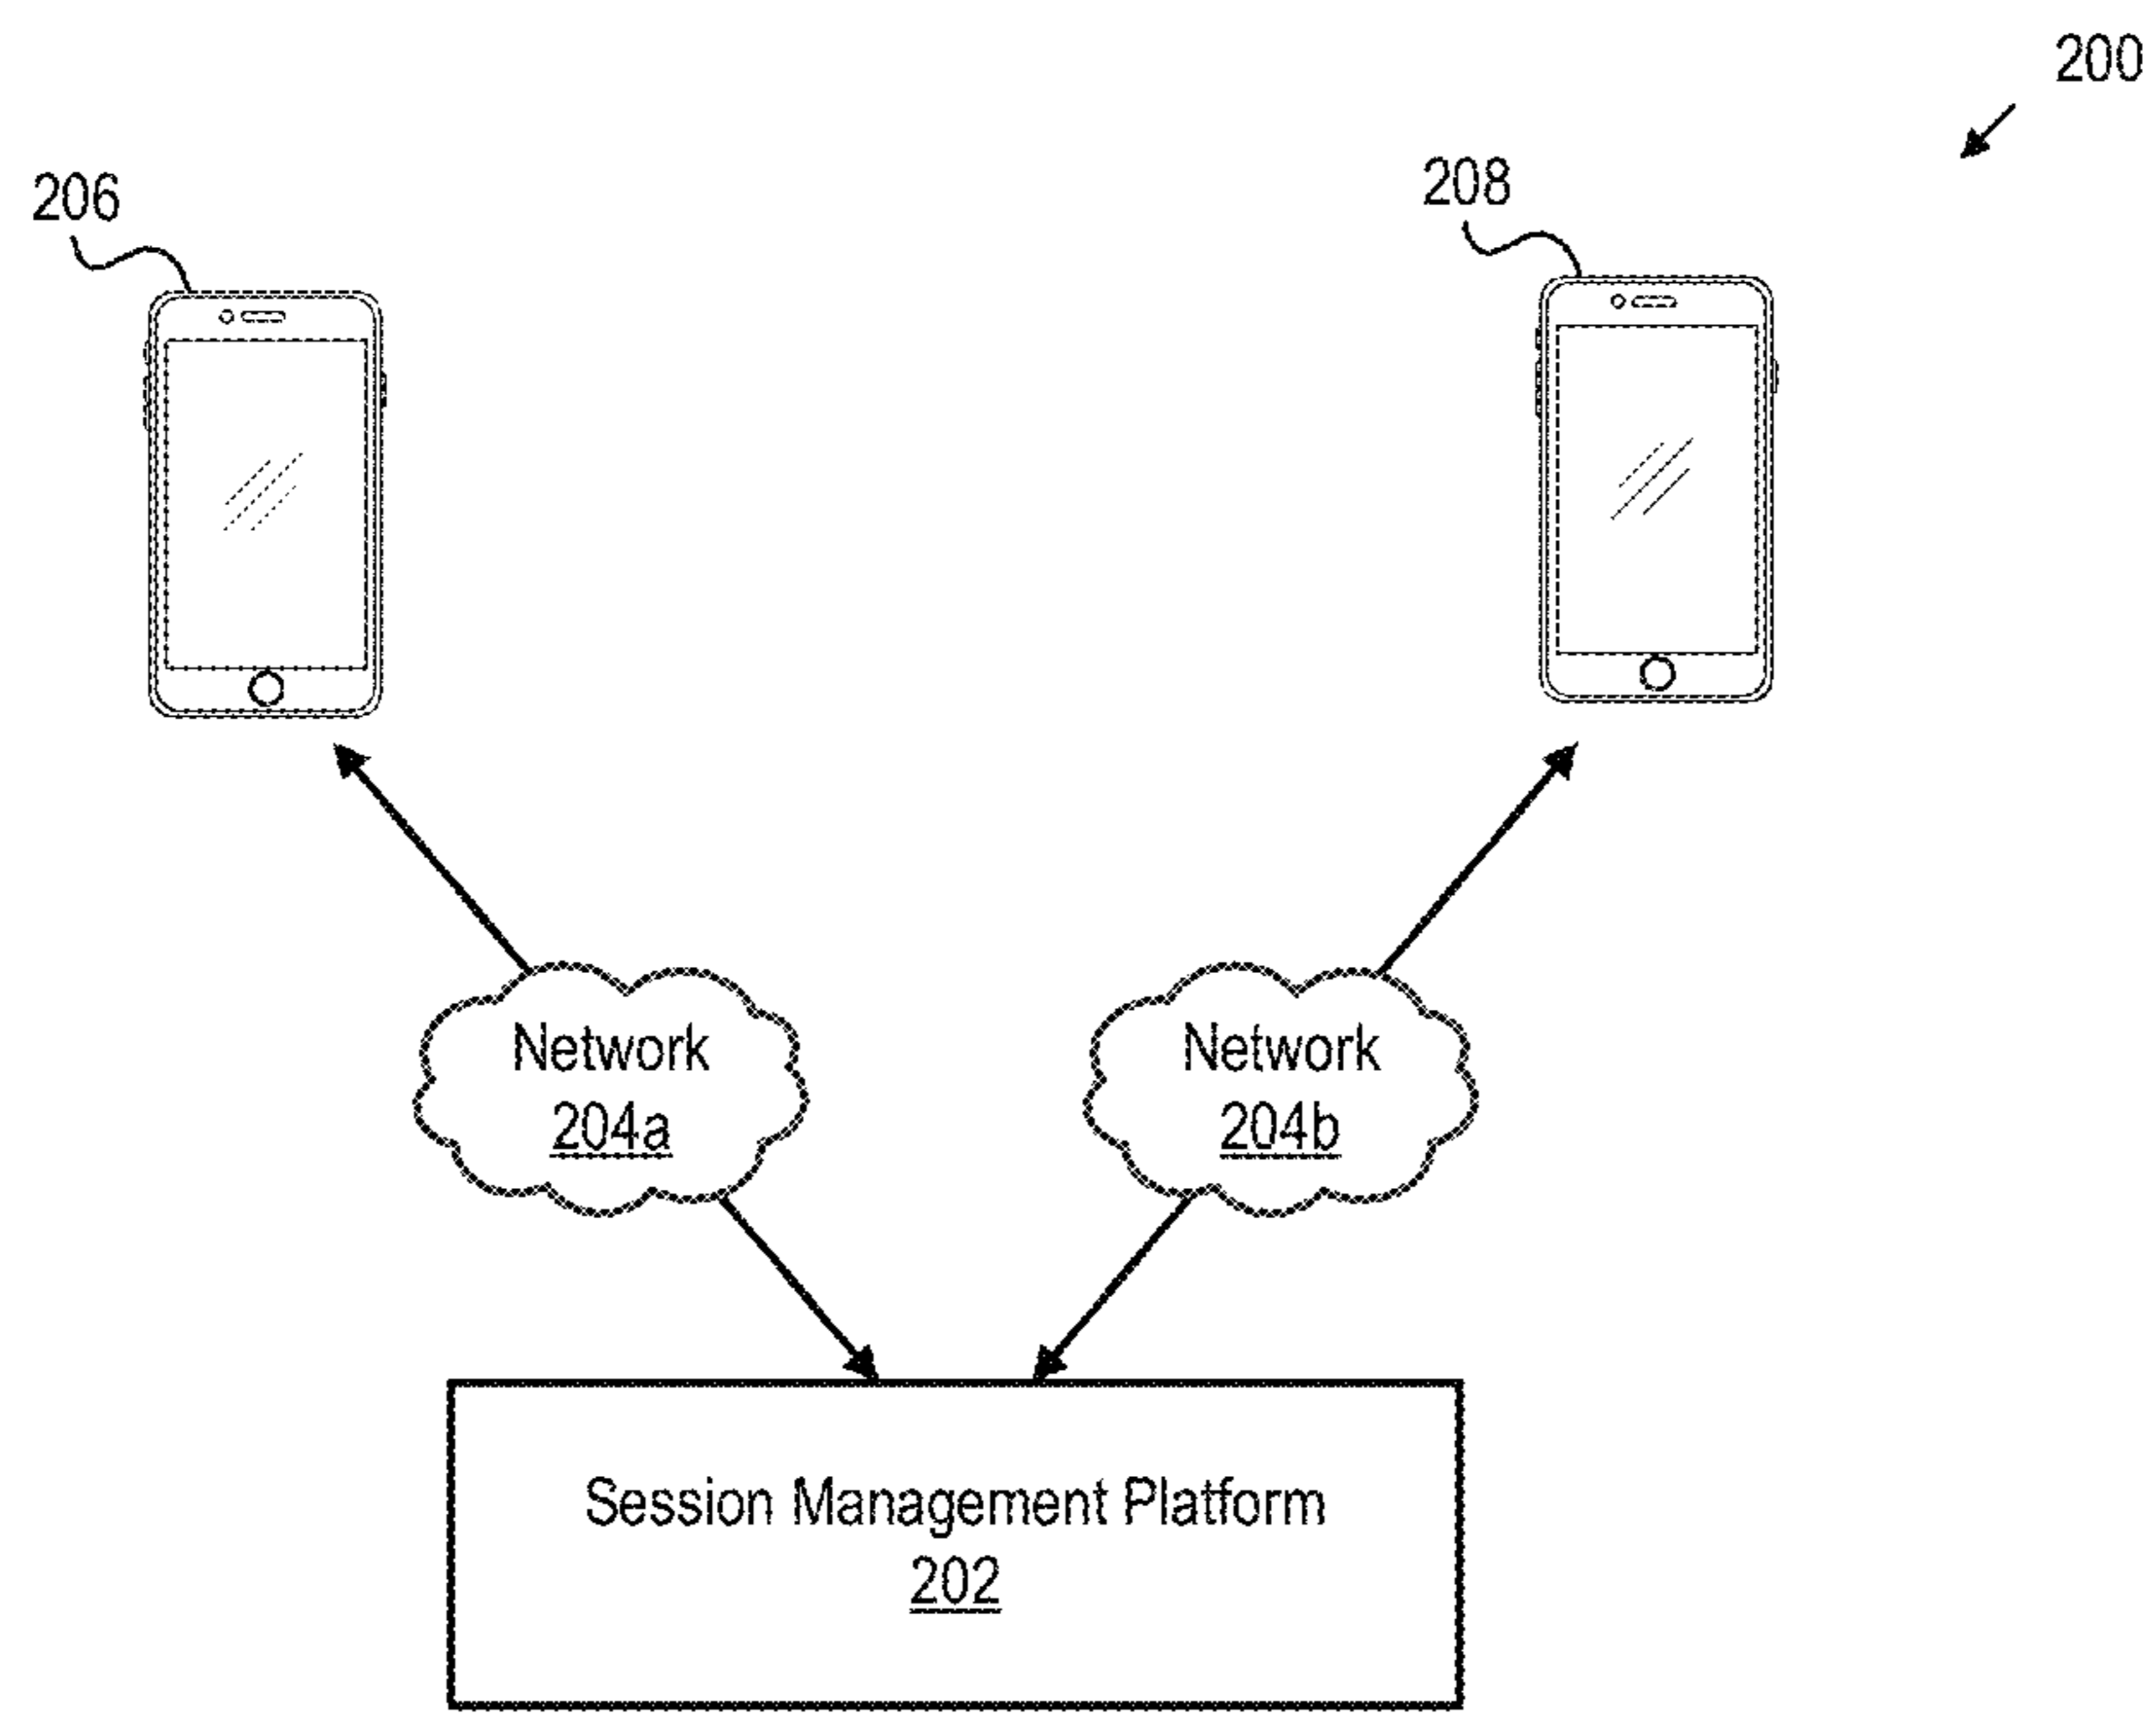 200
206
208
Network
204a
Network
204b
Session Management Platform
202